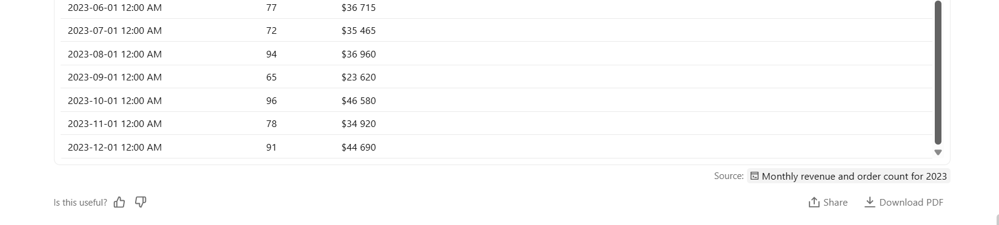 2023-06-01 12:00 AM 77 $36 715
2023-07-01 12:00 AM 72 $35 465
2023-08-01 12:00 AM 94 $36 960
2023-09-01 12:00 AM 65 $23 620
2023-10-01 12:00 AM 96 $46 580
2023-11-01 12:00 AM 78 $34 920
2023-12-01 12:00 AM 91 $44 690
Source: Monthly revenue and order count for 2023
Is this useful? Share Download PDF